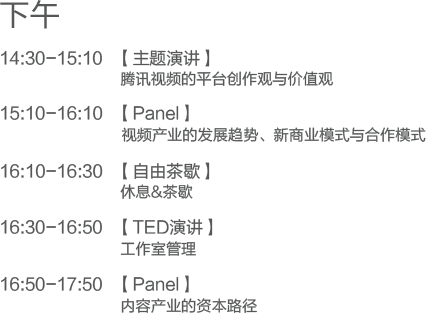 下午
14:30-15:10 【主题演讲】
腾讯视频的平台创作观与价值观
15:10-16:10 【Panel】
视频产业的发展趋势、新商业模式与合作模式
16:10-16:30 【自由茶歇】
休息&茶歇
16:30-16:50 【TED演讲】
工作室管理
16:50-17:50 【Panel】
内容产业的资本路径